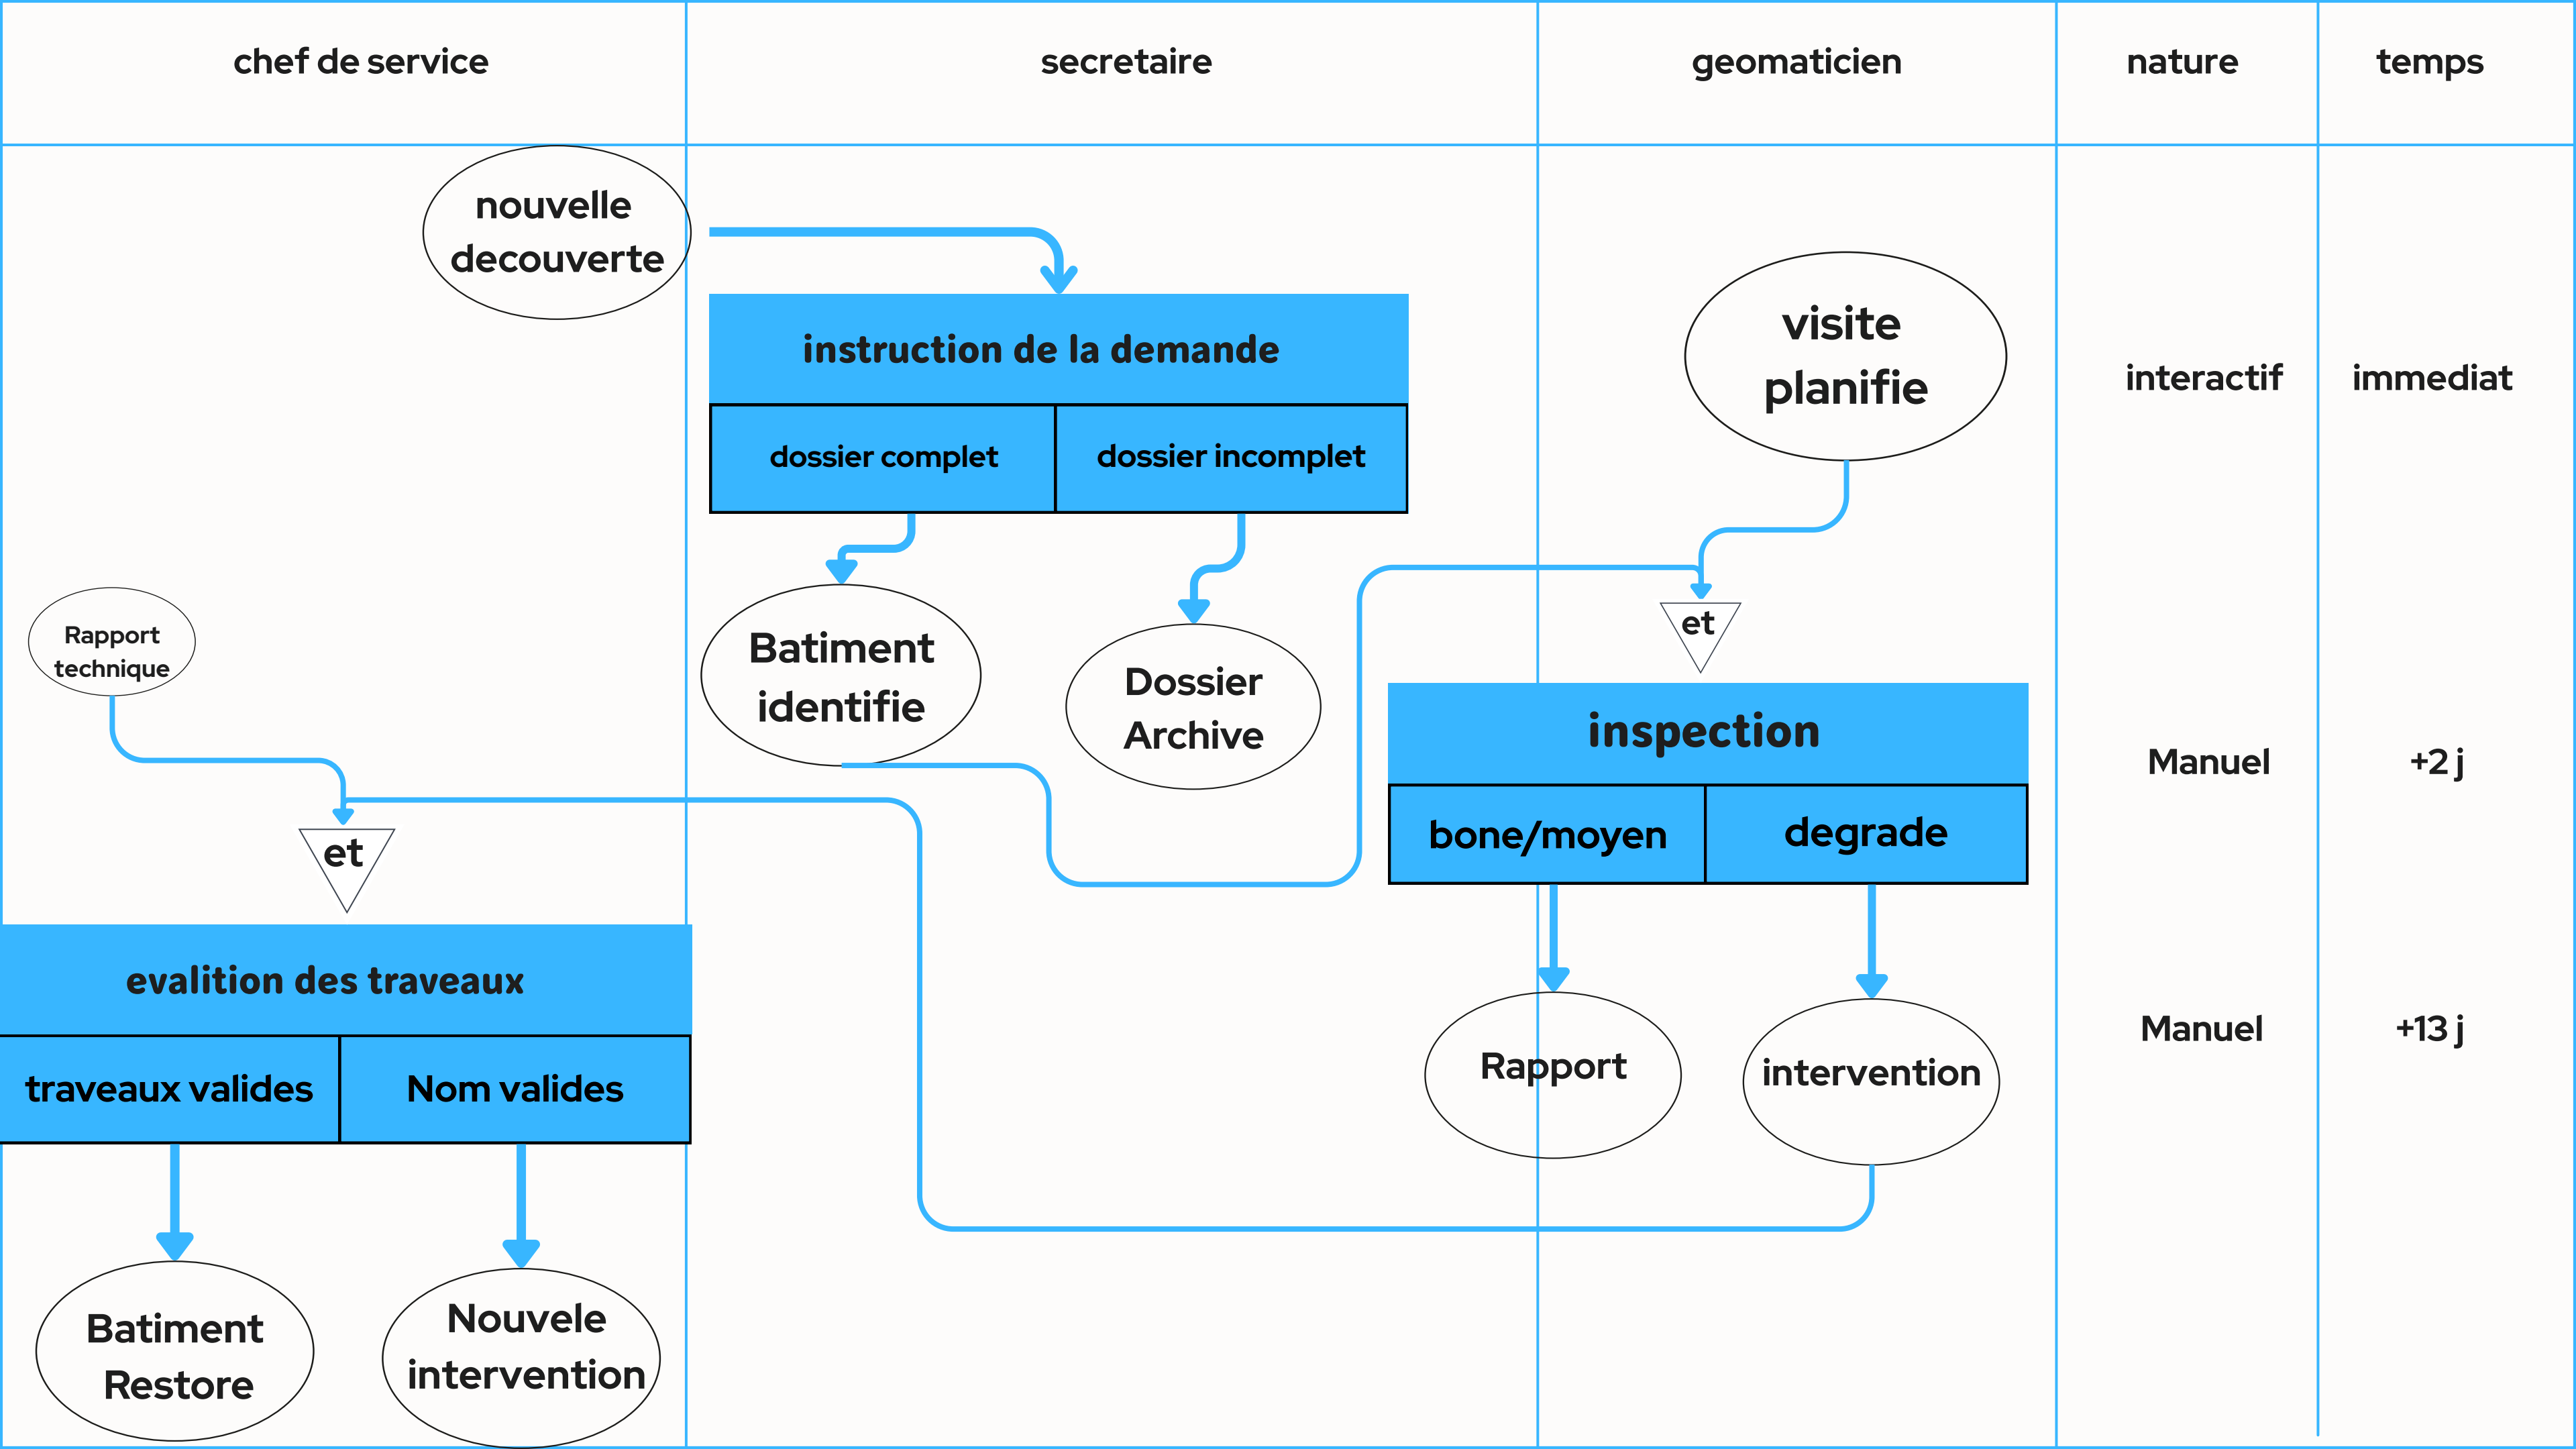 chef de service
secretaire
geomaticien
nature
temps
nouvelle
decouverte
instruction de la demande
dossier complet
dossier incomplet
visite
planifie
interactif
immediat
Rapport
technique
Batiment
identifie
Dossier
Archive
et
inspection
bone/moyen
degrade
Manuel
+2 j
et
evalition des traveaux
traveaux valides
Nom valides
Rapport
intervention
Manuel
+13 j
Batiment
Restore
Nouvele
intervention